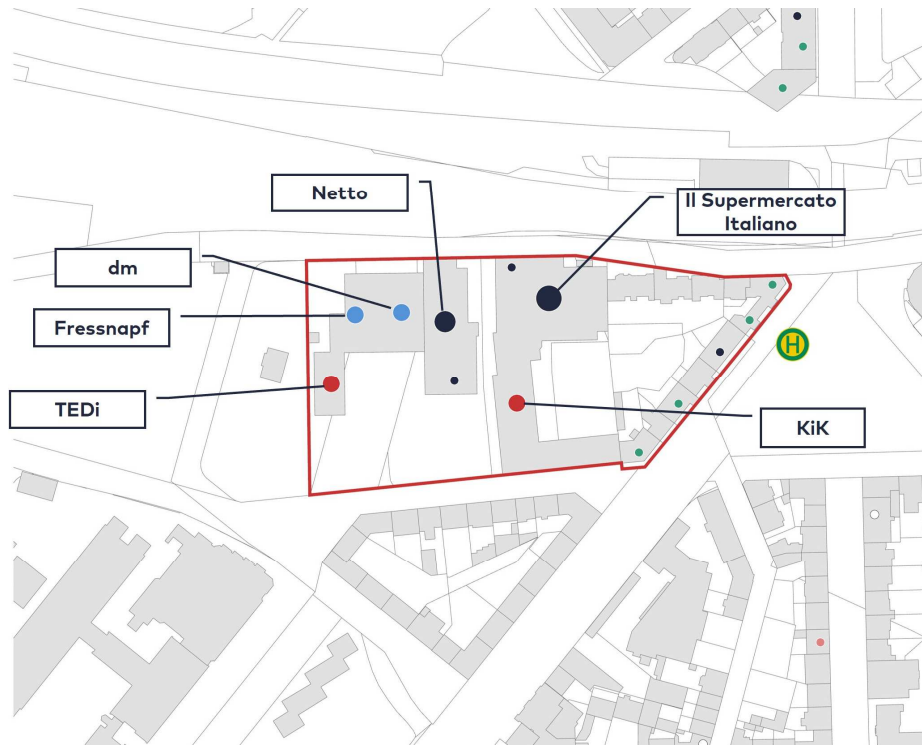 Netto
Il Supermercato
Italiano
dm
Fressnapf
H
TEDi
KiK